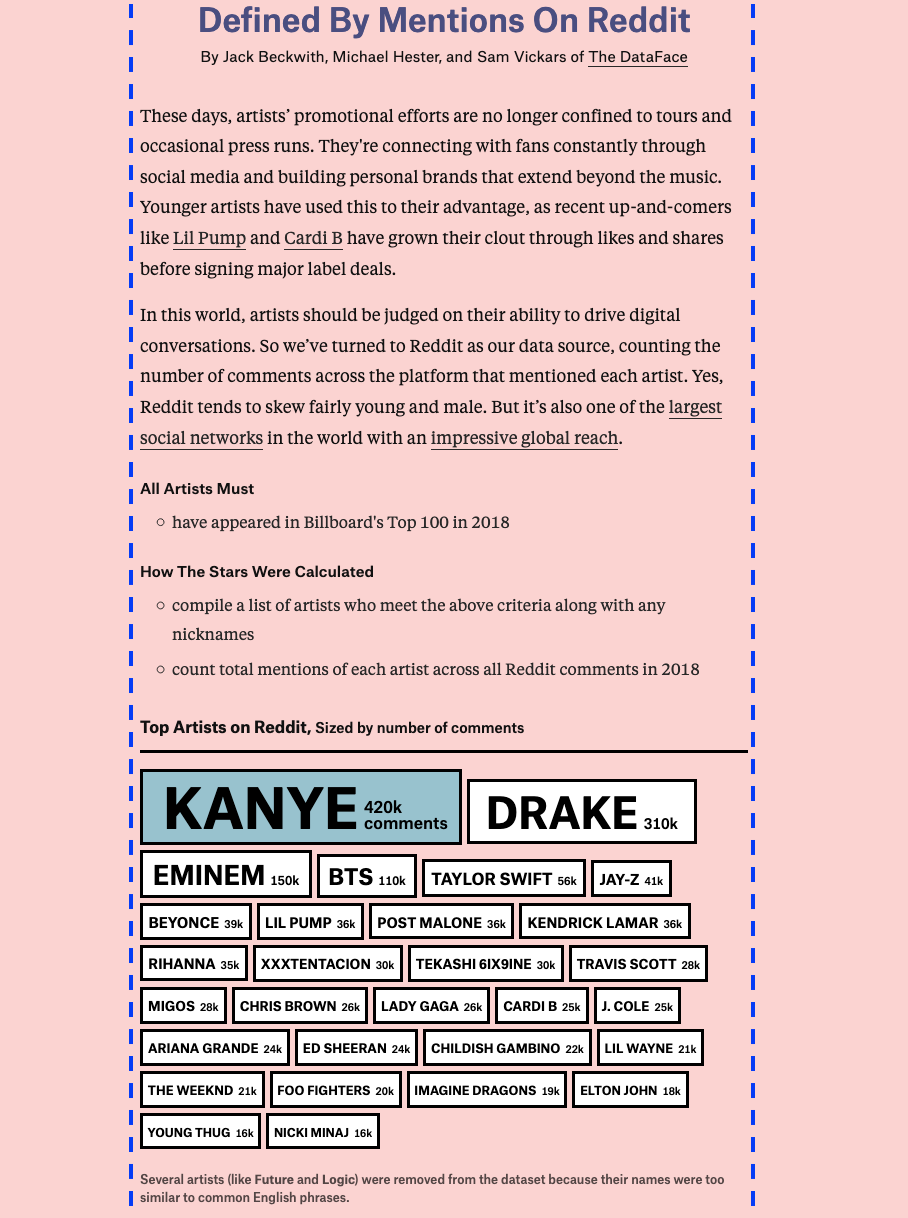 Defined By Mentions On Reddit
By Jack Beckwith, Michael Hester, and Sam Vickars of The DataFace
These days, artists’ promotional efforts are no longer confined to tours and
occasional press runs. They're connecting with fans constantly through
social media and building personal brands that extend beyond the music.
Younger artists have used this to their advantage, as recent up-and-comers
like Lil Pump and Cardi B have grown their clout through likes and shares
before signing major label deals.
In this world, artists should be judged on their ability to drive digital
conversations. So we’ve turned to Reddit as our data source, counting the
number of comments across the platform that mentioned each artist. Yes,
Reddit tends to skew fairly young and male. But it’s also one of the largest
social networks in the world with an impressive global reach.
All Artists Must
have appeared in Billboard's Top 100 in 2018
How The Stars Were Calculated
compile a list of artists who meet the above criteria along with any
nicknames
count total mentions of each artist across all Reddit comments in 2018
Top Artists on Reddit, Sized by number of comments
KANYE 420k comments DRAKE 310k
EMINEM 150k BTS 110k TAYLOR SWIFT 56k JAY-Z 41k
BEYONCE 39k LIL PUMP 36k POST MALONE 36k KENDRICK LAMAR 36k
RIHANNA 35k XXXTENTACION 30k TEKASHI 6IX9INE 30k TRAVIS SCOTT 28k
MIGOS 28k CHRIS BROWN 26k LADY GAGA 26k CARDI B 25k J. COLE 25k
ARIANA GRANDE 24k ED SHEERAN 24k CHILDISH GAMBINO 22k LIL WAYNE 21k
THE WEEKND 21k FOO FIGHTERS 20k IMAGINE DRAGONS 19k ELTON JOHN 18k
YOUNG THUG 16k NICKI MINAJ 16k
Several artists (like Future and Logic) were removed from the dataset because their names were too
similar to common English phrases.